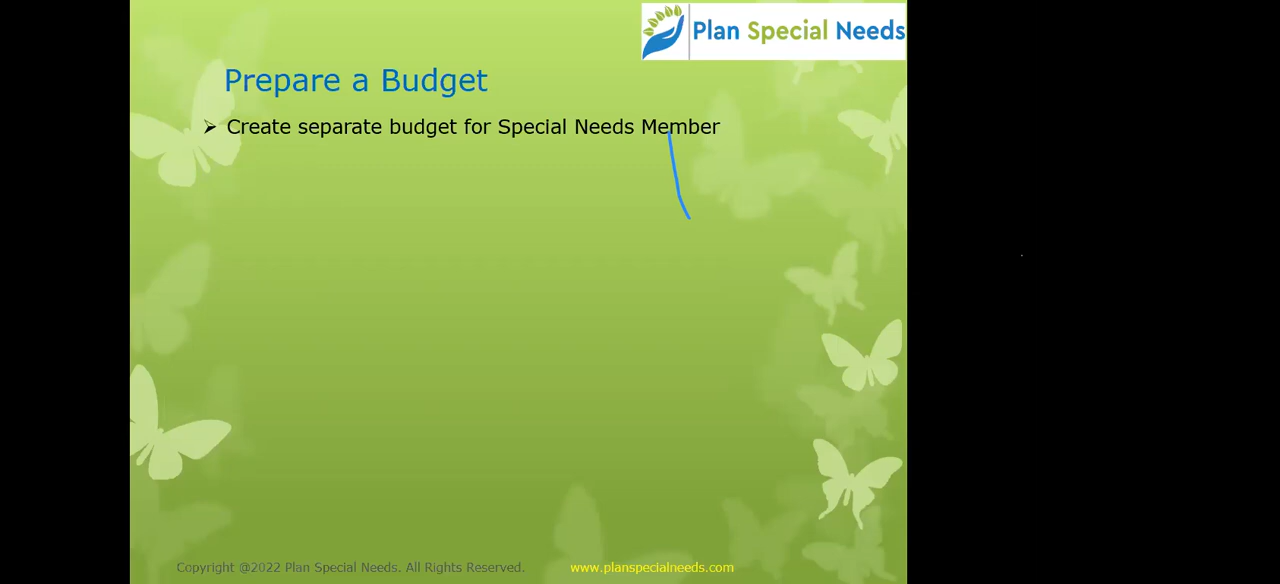 Plan Special Needs
Prepare a Budget
➢ Create separate budget for Special Needs Member
Copyright @2022 Plan Special Needs. All Rights Reserved. www.planspecialneeds.com